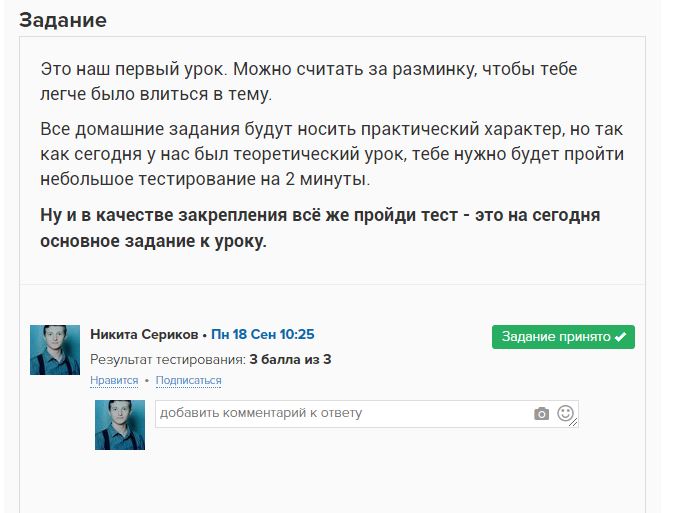 Задание
Это наш первый урок. Можно считать за разминку, чтобы тебе
легче было влиться в тему.
Все домашние задания будут носить практический характер, но так
как сегодня у нас был теоретический урок, тебе нужно будет пройти
небольшое тестирование на 2 минуты.
Ну и в качестве закрепления всё же пройди тест - это на сегодня
основное задание к уроку.
Никита Сериков • Пн 18 Сен 10:25
Задание принято ✔
Результат тестирования: 3 балла из 3
Нравится • Подписаться
добавить комментарий к ответу